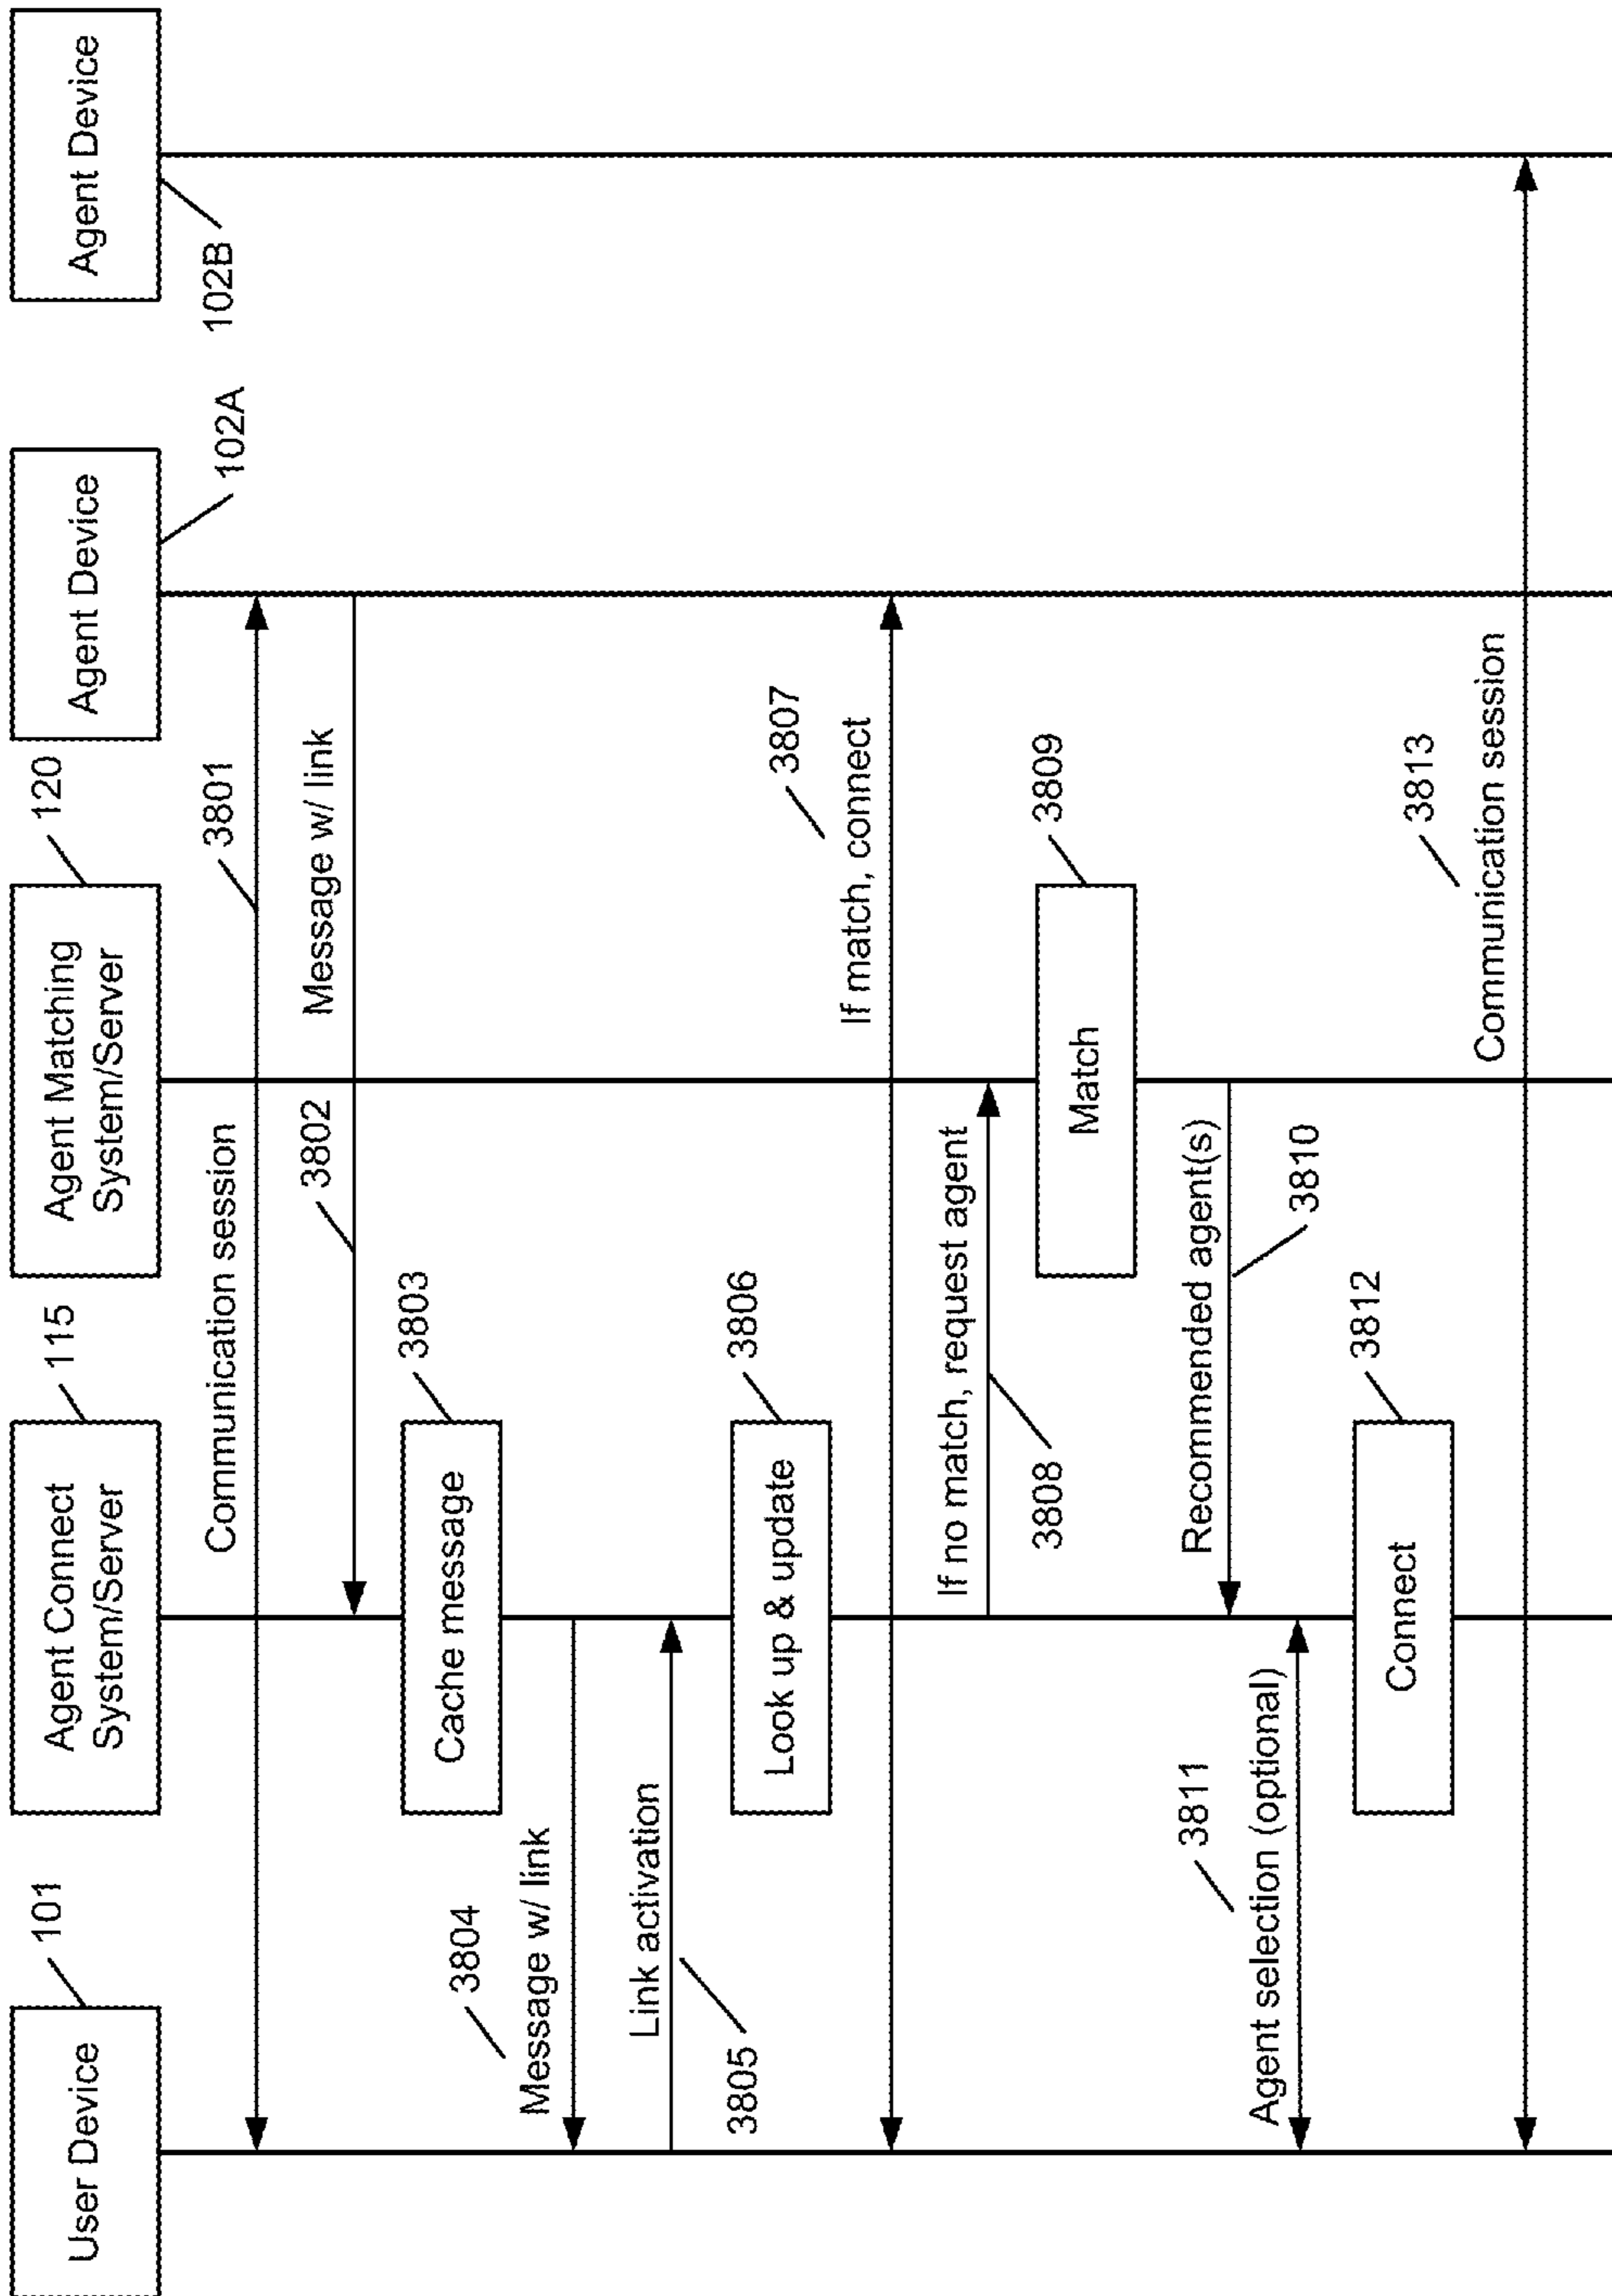 User Device
101
Agent Connect
System/Server
115
Agent Matching
System/Server
120
Agent Device
102A
Agent Device
102B
Communication session
3801
3802
Message w/ link
Cache message
3803
3804
Message w/ link
Link activation
3805
Look up & update
3806
If match, connect
3807
If no match, request agent
3808
Match
3809
Recommended agent(s)
3810
3811
Agent selection (optional)
Connect
3812
Communication session
3813